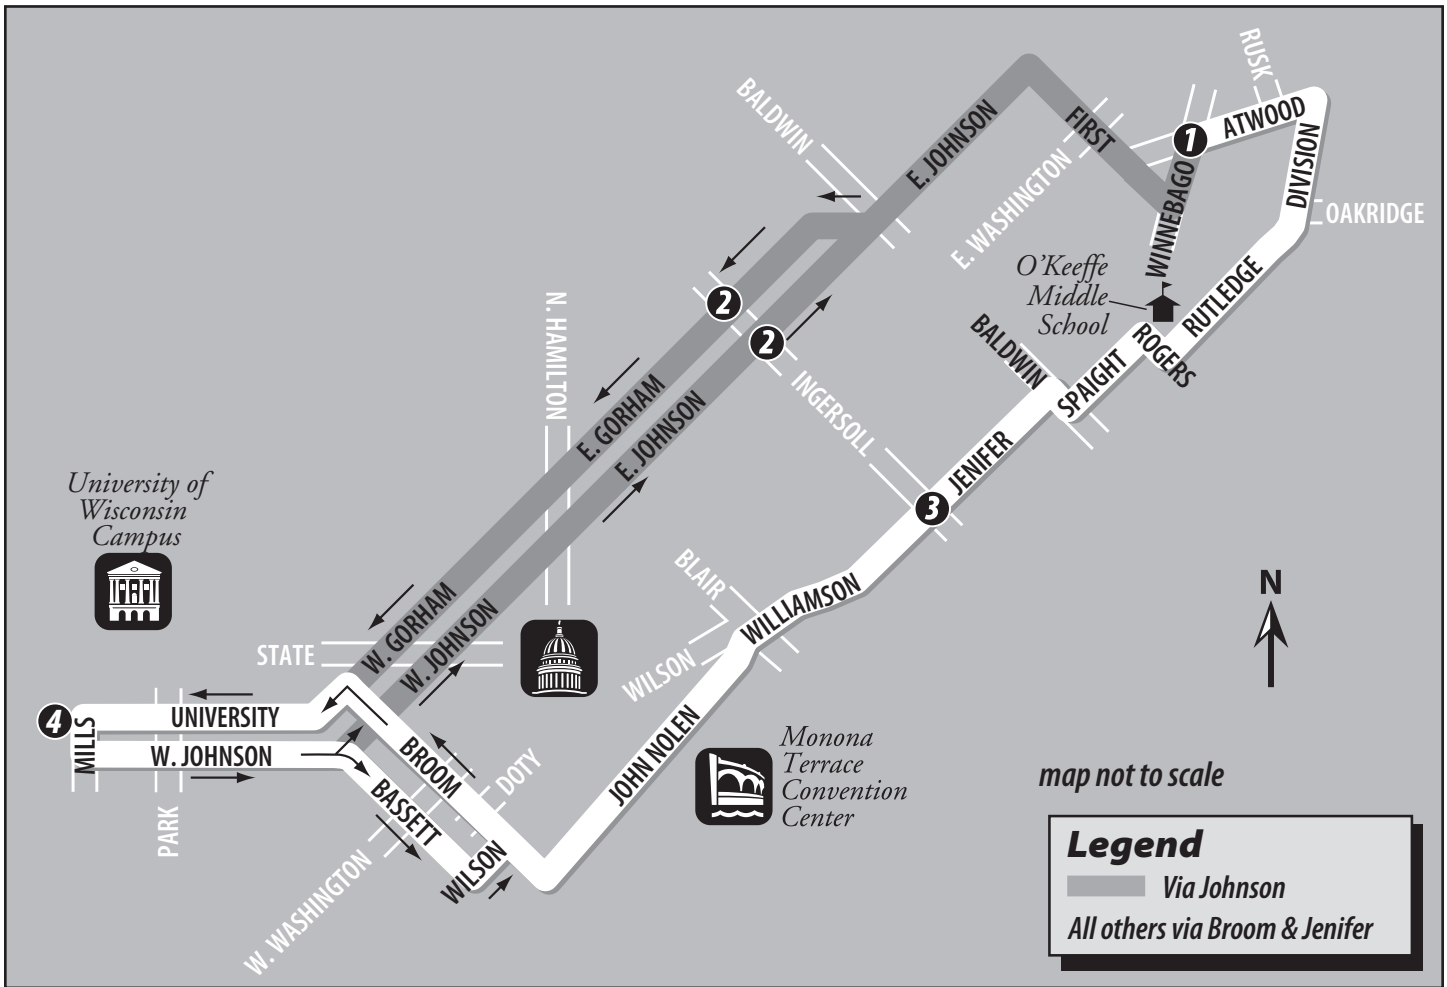 RUSK
BALDWIN
E. JOHNSON
FIRST
1
ATWOOD
DIVISION
E. WASHINGTON
WINNEBAGO
OAKRIDGE
O'Keeffe
Middle
School
2
2
N. HAMILTON
BALDWIN
SPAIGHT
ROGERS
RUTLEDGE
INGERSOLL
E. GORHAM
E. JOHNSON
JENIFER
3
University of
Wisconsin
Campus
BLAIR
WILLIAMSON
N
W. GORHAM
W. JOHNSON
STATE
WILSON
4
MILLS
UNIVERSITY
W. JOHNSON
PARK
BROOM
BASSETT
DOTY
WILSON
W. WASHINGTON
JOHN NOLEN
Monona
Terrace
Convention
Center
map not to scale
Legend
Via Johnson
All others via Broom & Jenifer